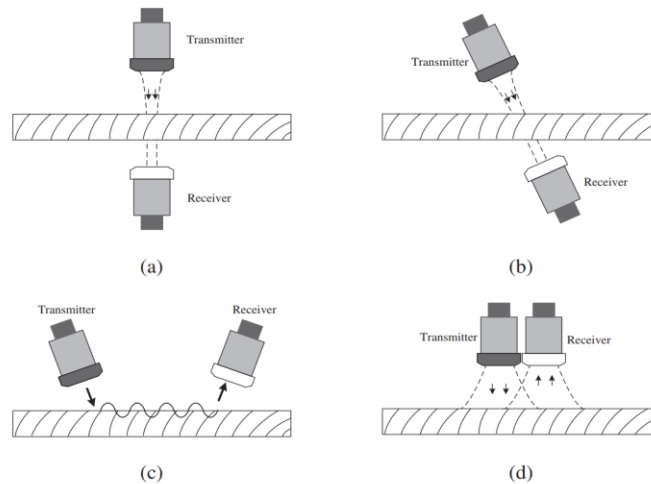 Transmitter
Receiver
(a)
Transmitter
Receiver
(b)
Transmitter
Receiver
(c)
Transmitter
Receiver
(d)